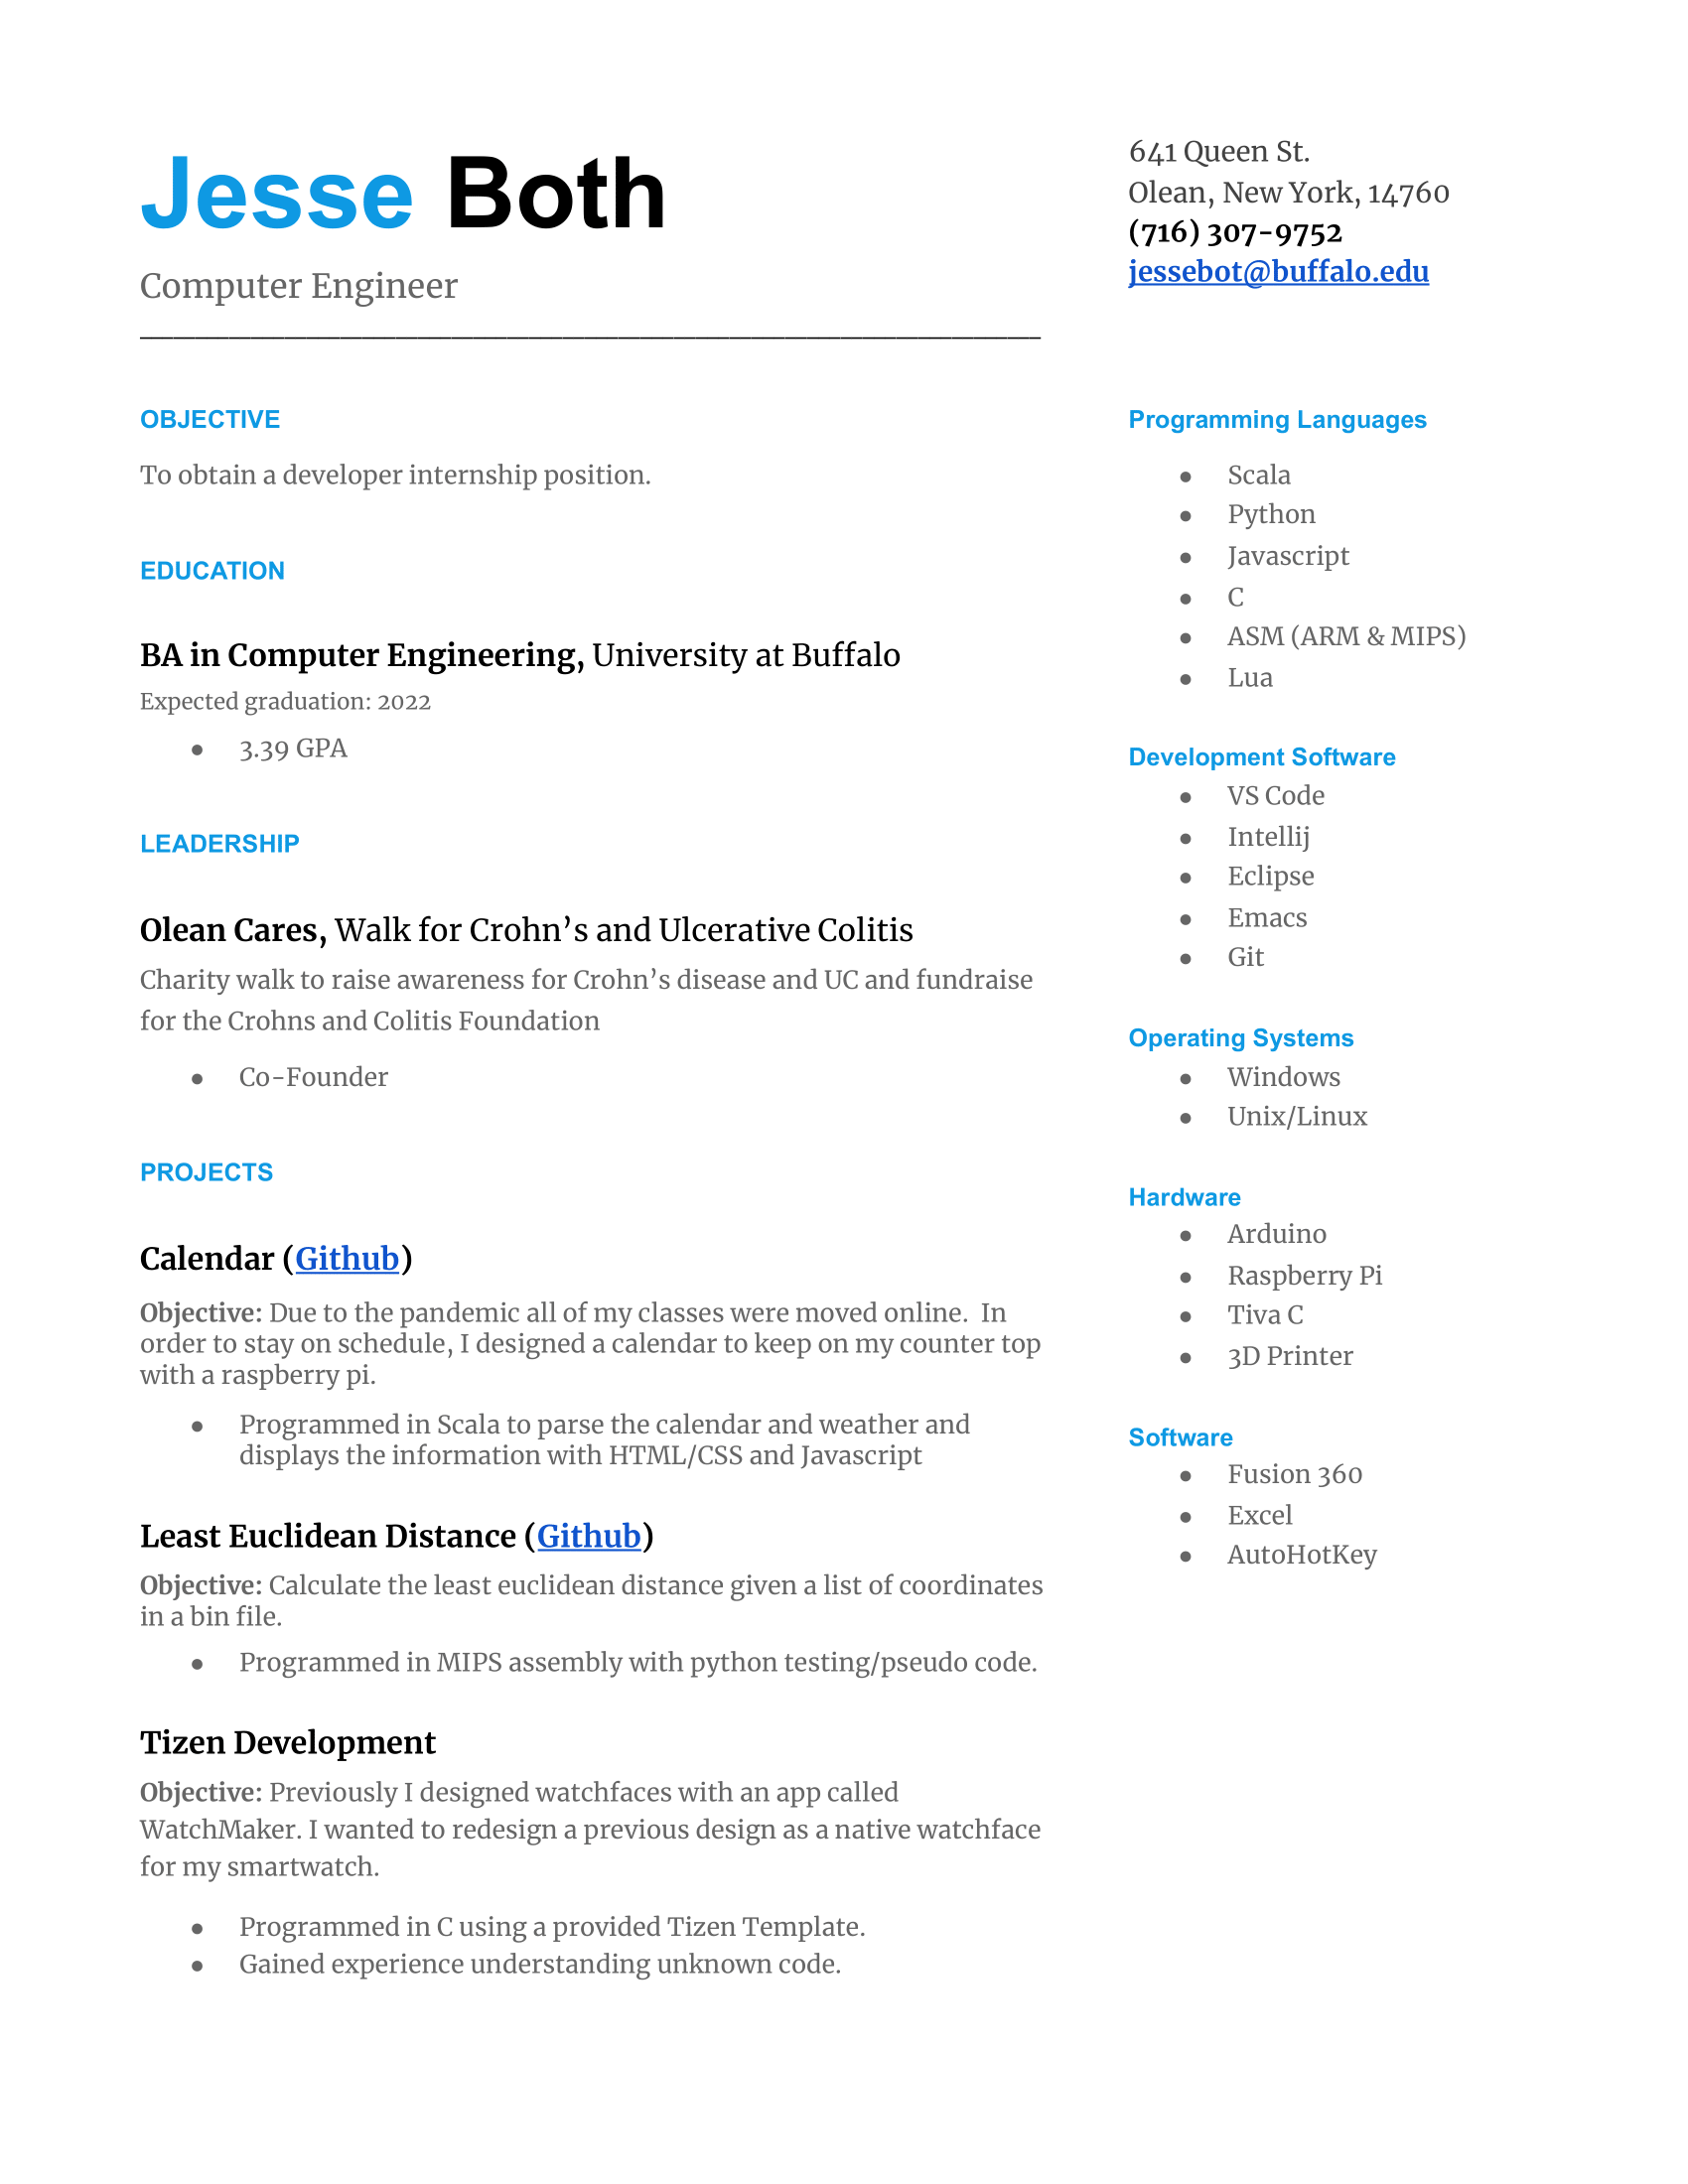 Jesse Both
Computer Engineer
641 Queen St.
Olean, New York, 14760
(716) 307-9752
jessebot@buffalo.edu
OBJECTIVE
To obtain a developer internship position.
EDUCATION
BA in Computer Engineering, University at Buffalo
Expected graduation: 2022
● 3.39 GPA
LEADERSHIP
Olean Cares, Walk for Crohn’s and Ulcerative Colitis
Charity walk to raise awareness for Crohn’s disease and UC and fundraise
for the Crohns and Colitis Foundation
● Co-Founder
PROJECTS
Calendar (Github)
Objective: Due to the pandemic all of my classes were moved online.  In
order to stay on schedule, I designed a calendar to keep on my counter top
with a raspberry pi.
● Programmed in Scala to parse the calendar and weather and
displays the information with HTML/CSS and Javascript
Least Euclidean Distance (Github)
Objective: Calculate the least euclidean distance given a list of coordinates
in a bin file.
● Programmed in MIPS assembly with python testing/pseudo code.
Tizen Development
Objective: Previously I designed watchfaces with an app called
WatchMaker. I wanted to redesign a previous design as a native watchface
for my smartwatch.
● Programmed in C using a provided Tizen Template.
● Gained experience understanding unknown code.
Programming Languages
● Scala
● Python
● Javascript
● C
● ASM (ARM & MIPS)
● Lua
Development Software
● VS Code
● Intellij
● Eclipse
● Emacs
● Git
Operating Systems
● Windows
● Unix/Linux
Hardware
● Arduino
● Raspberry Pi
● Tiva C
● 3D Printer
Software
● Fusion 360
● Excel
● AutoHotKey